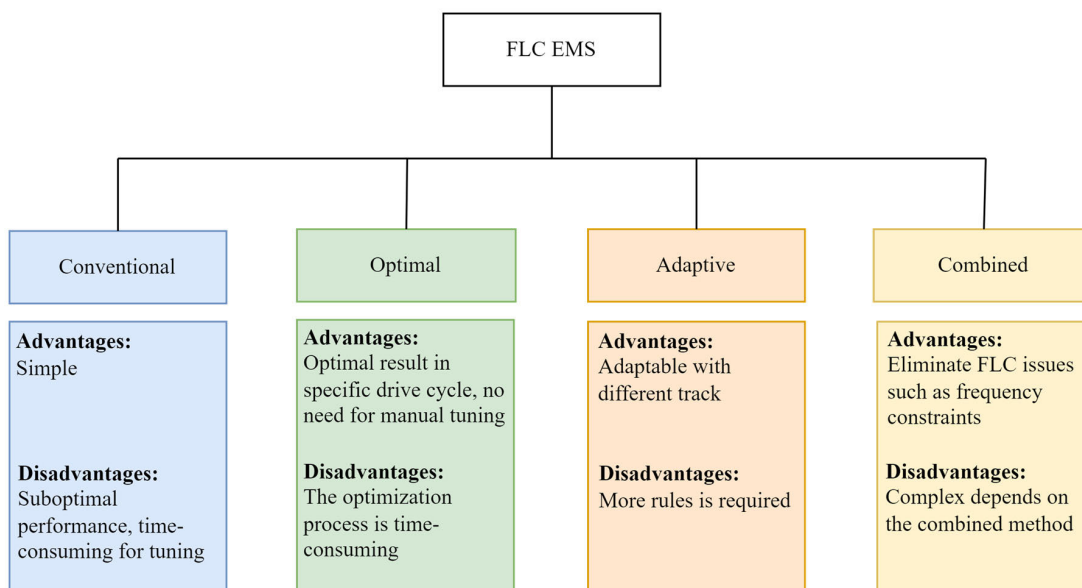 FLC EMS
Conventional
Optimal
Adaptive
Combined
Advantages:
Simple
Disadvantages:
Suboptimal
performance, time-
consuming for tuning
Advantages:
Optimal result in
specific drive cycle, no
need for manual tuning
Disadvantages:
The optimization
process is time-
consuming
Advantages:
Adaptable with
different track
Disadvantages:
More rules is required
Advantages:
Eliminate FLC issues
such as frequency
constraints
Disadvantages:
Complex depends on
the combined method